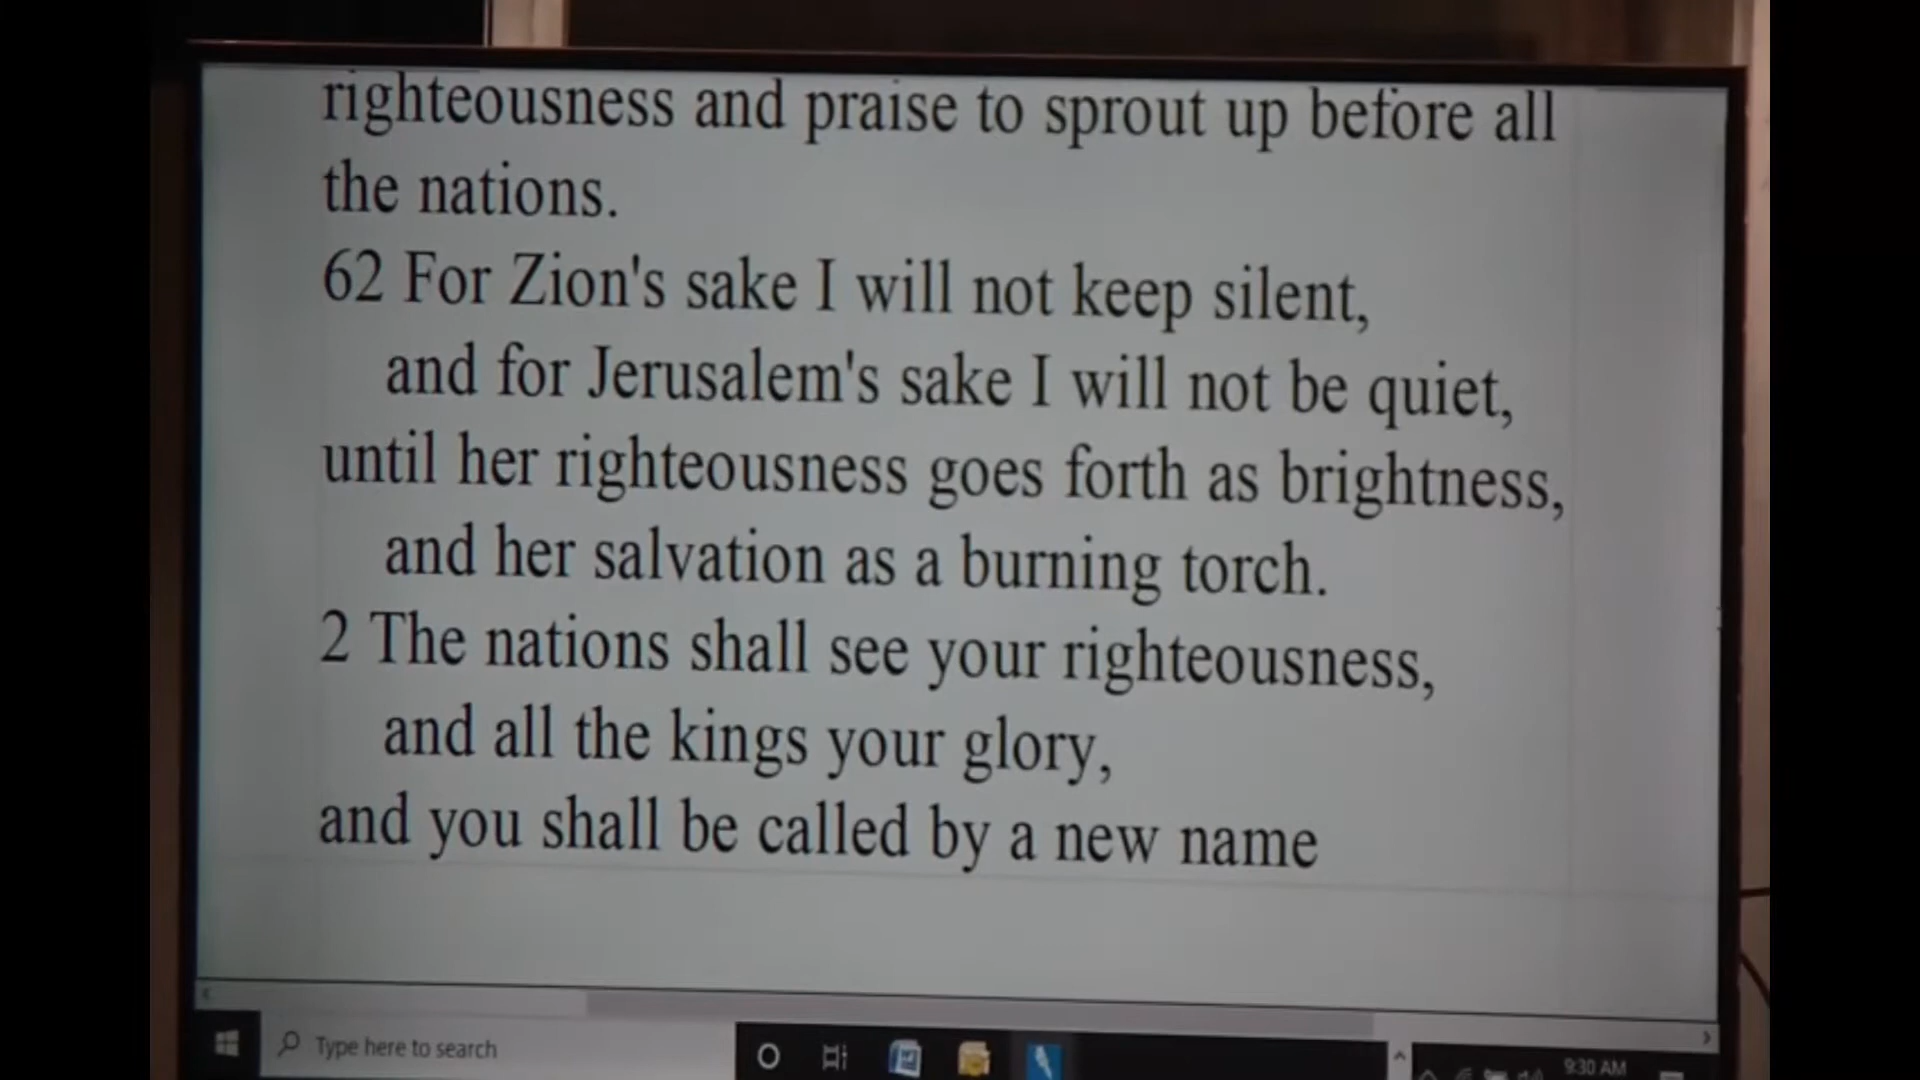 righteousness and praise to sprout up before all
the nations.
62 For Zion's sake I will not keep silent,
and for Jerusalem's sake I will not be quiet,
until her righteousness goes forth as brightness,
and her salvation as a burning torch.
2 The nations shall see your righteousness,
and all the kings your glory,
and you shall be called by a new name
Type here to search
9:30 AM